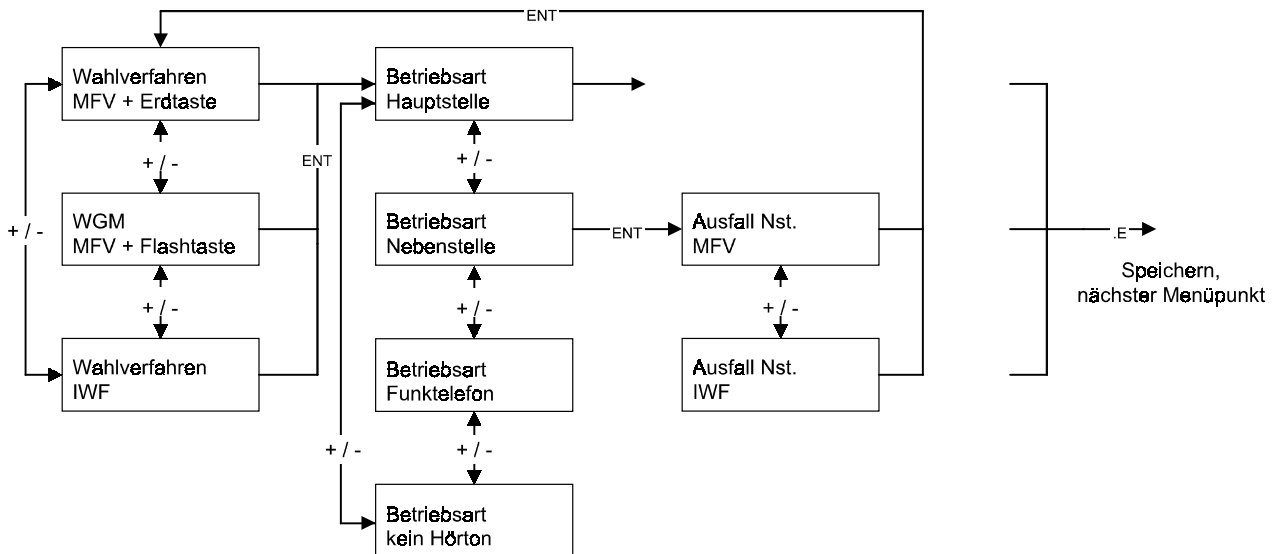 ENT
Wahlverfahren
MFV + Erdtaste
Betriebsart
Hauptstelle
+ / -
ENT
+ / -
+ / -
WGM
MFV + Flashtaste
Betriebsart
Nebenstelle
ENT
Ausfall Nst.
MFV
.E
Speichern,
nächster Menüpunkt
+ / -
+ / -
+ / -
Wahlverfahren
IWF
Betriebsart
Funktelefon
Ausfall Nst.
IWF
+ / -
+ / -
Betriebsart
kein Hörton